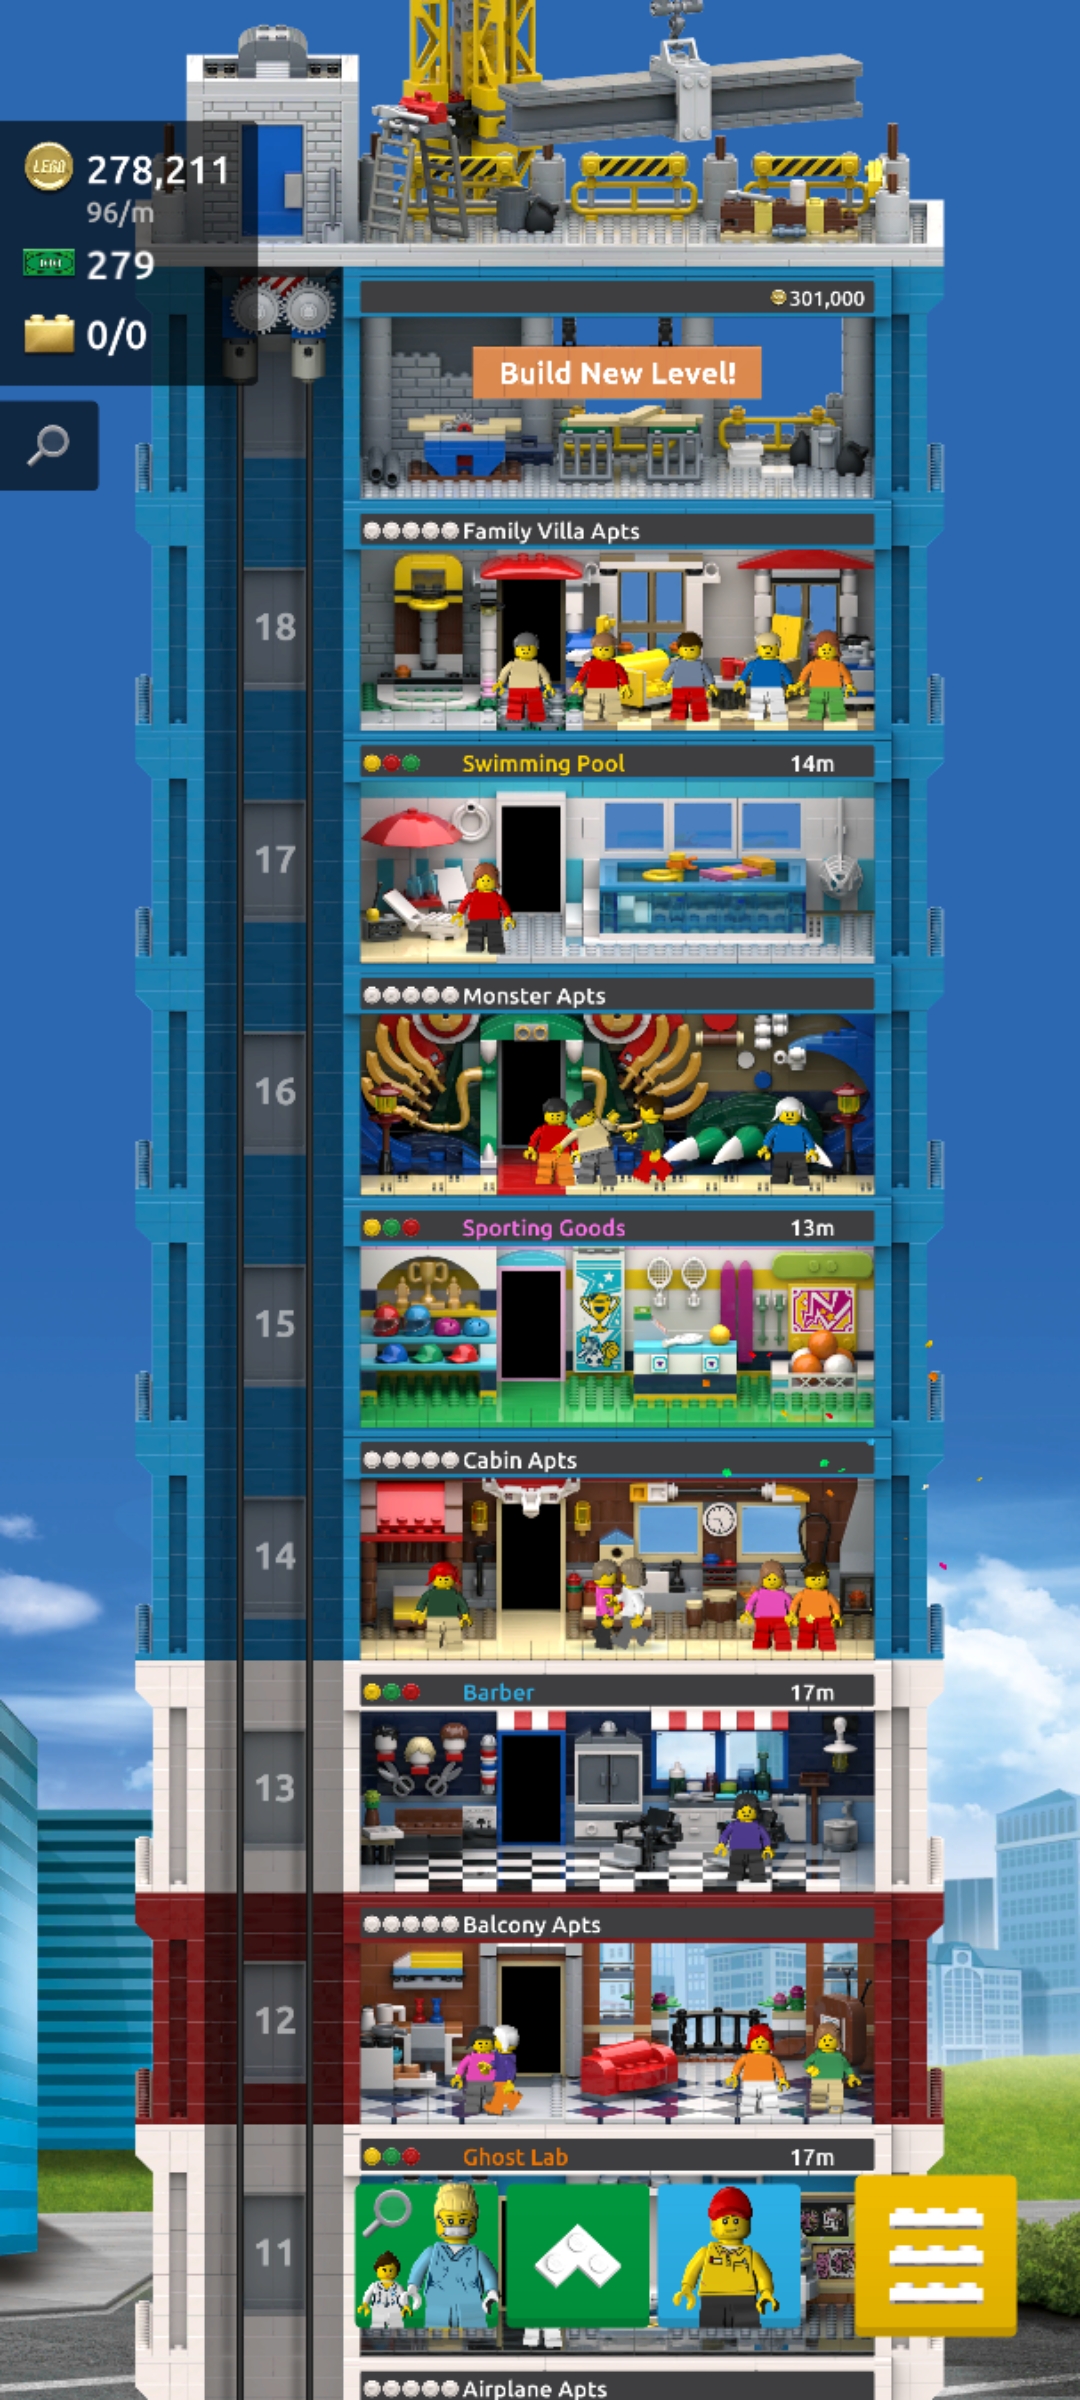 LEGO
278,211
96/m
279
0/0
301,000
Build New Level!
Family Villa Apts
18
Swimming Pool 14m
17
Monster Apts
16
Sporting Goods 13m
15
Cabin Apts
14
Barber 17m
13
Balcony Apts
12
Ghost Lab 17m
11
Airplane Apts